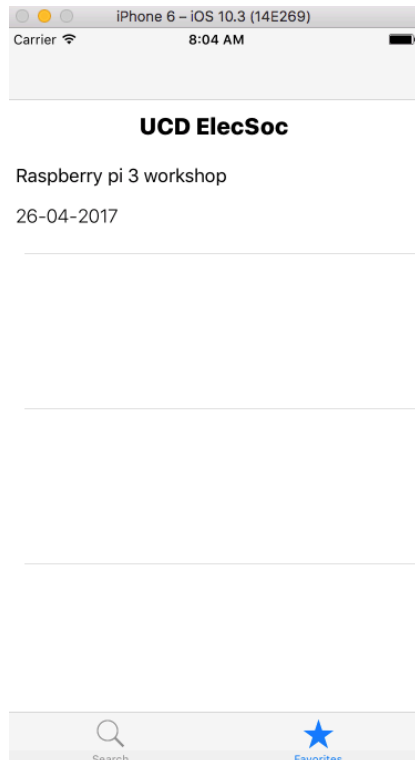 iPhone 6 – iOS 10.3 (14E269)
Carrier 8:04 AM
UCD ElecSoc
Raspberry pi 3 workshop
26-04-2017
Search Favorites